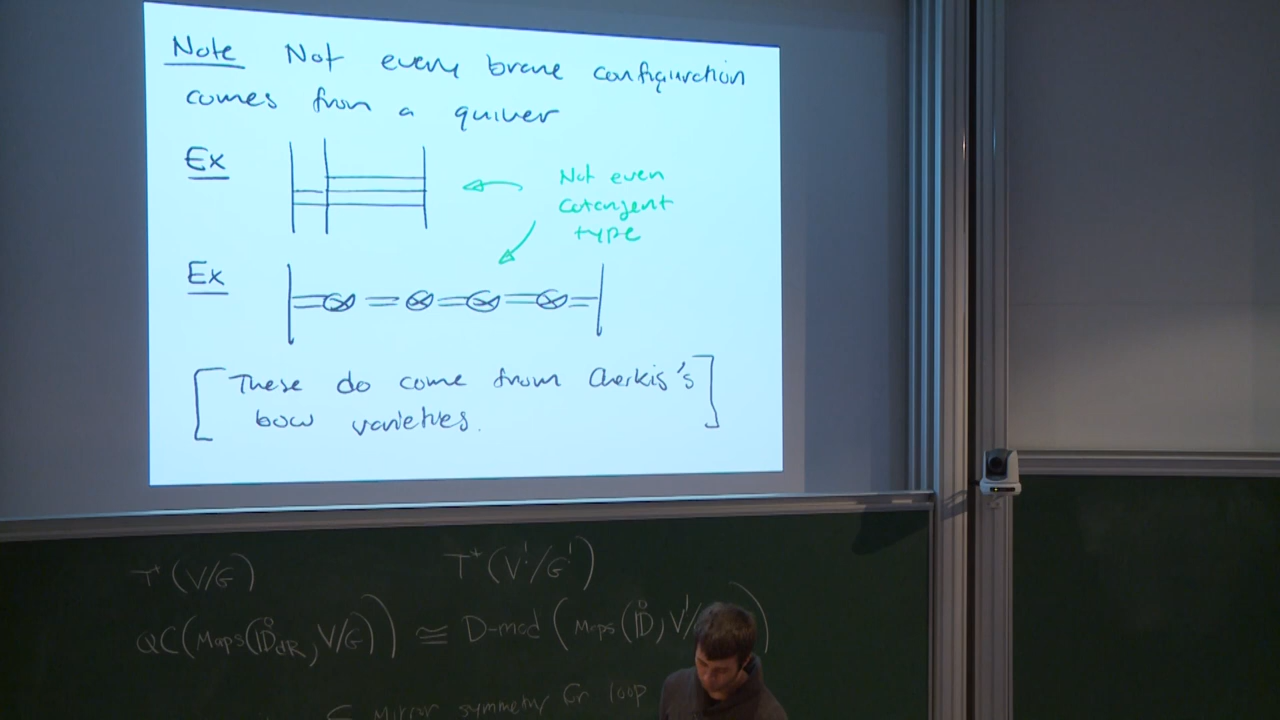 Note Not every brane configuration
comes from a quiver
Ex
Not even
cotangent
type
Ex
[These do come from Cherkis's
bow varieties.]
T*(V/G) T*(V!/G!)
QC(Maps(D̊dR, V/G)) ≅ D-mod(Maps(D̊, V!/
Mirror symmetry for loop